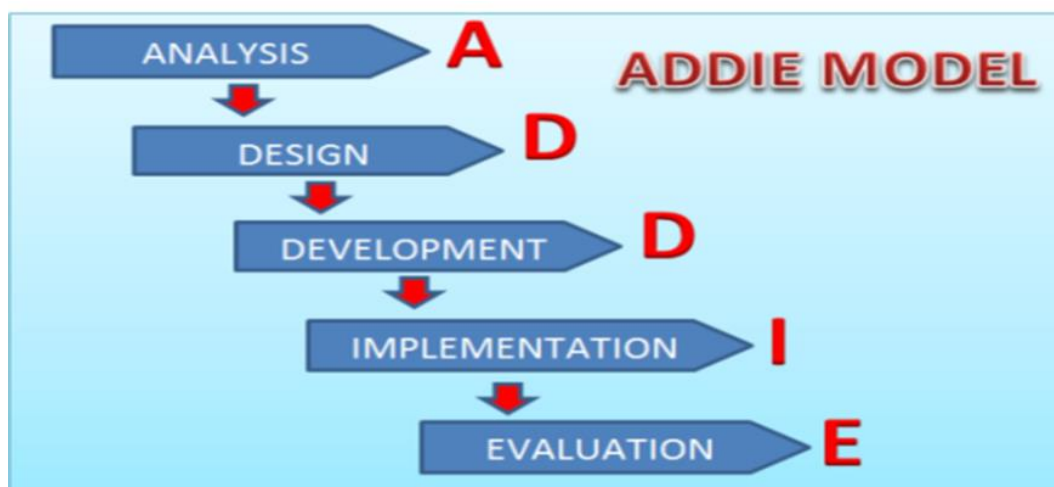 ANALYSIS A
ADDIE MODEL
DESIGN D
DEVELOPMENT D
IMPLEMENTATION I
EVALUATION E